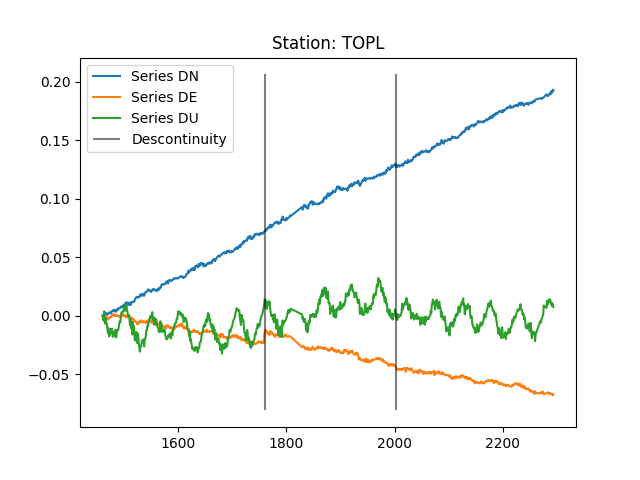 Station: TOPL
Series DN
Series DE
Series DU
Descontinuity
0.20
0.15
0.10
0.05
0.00
−0.05
1600 1800 2000 2200